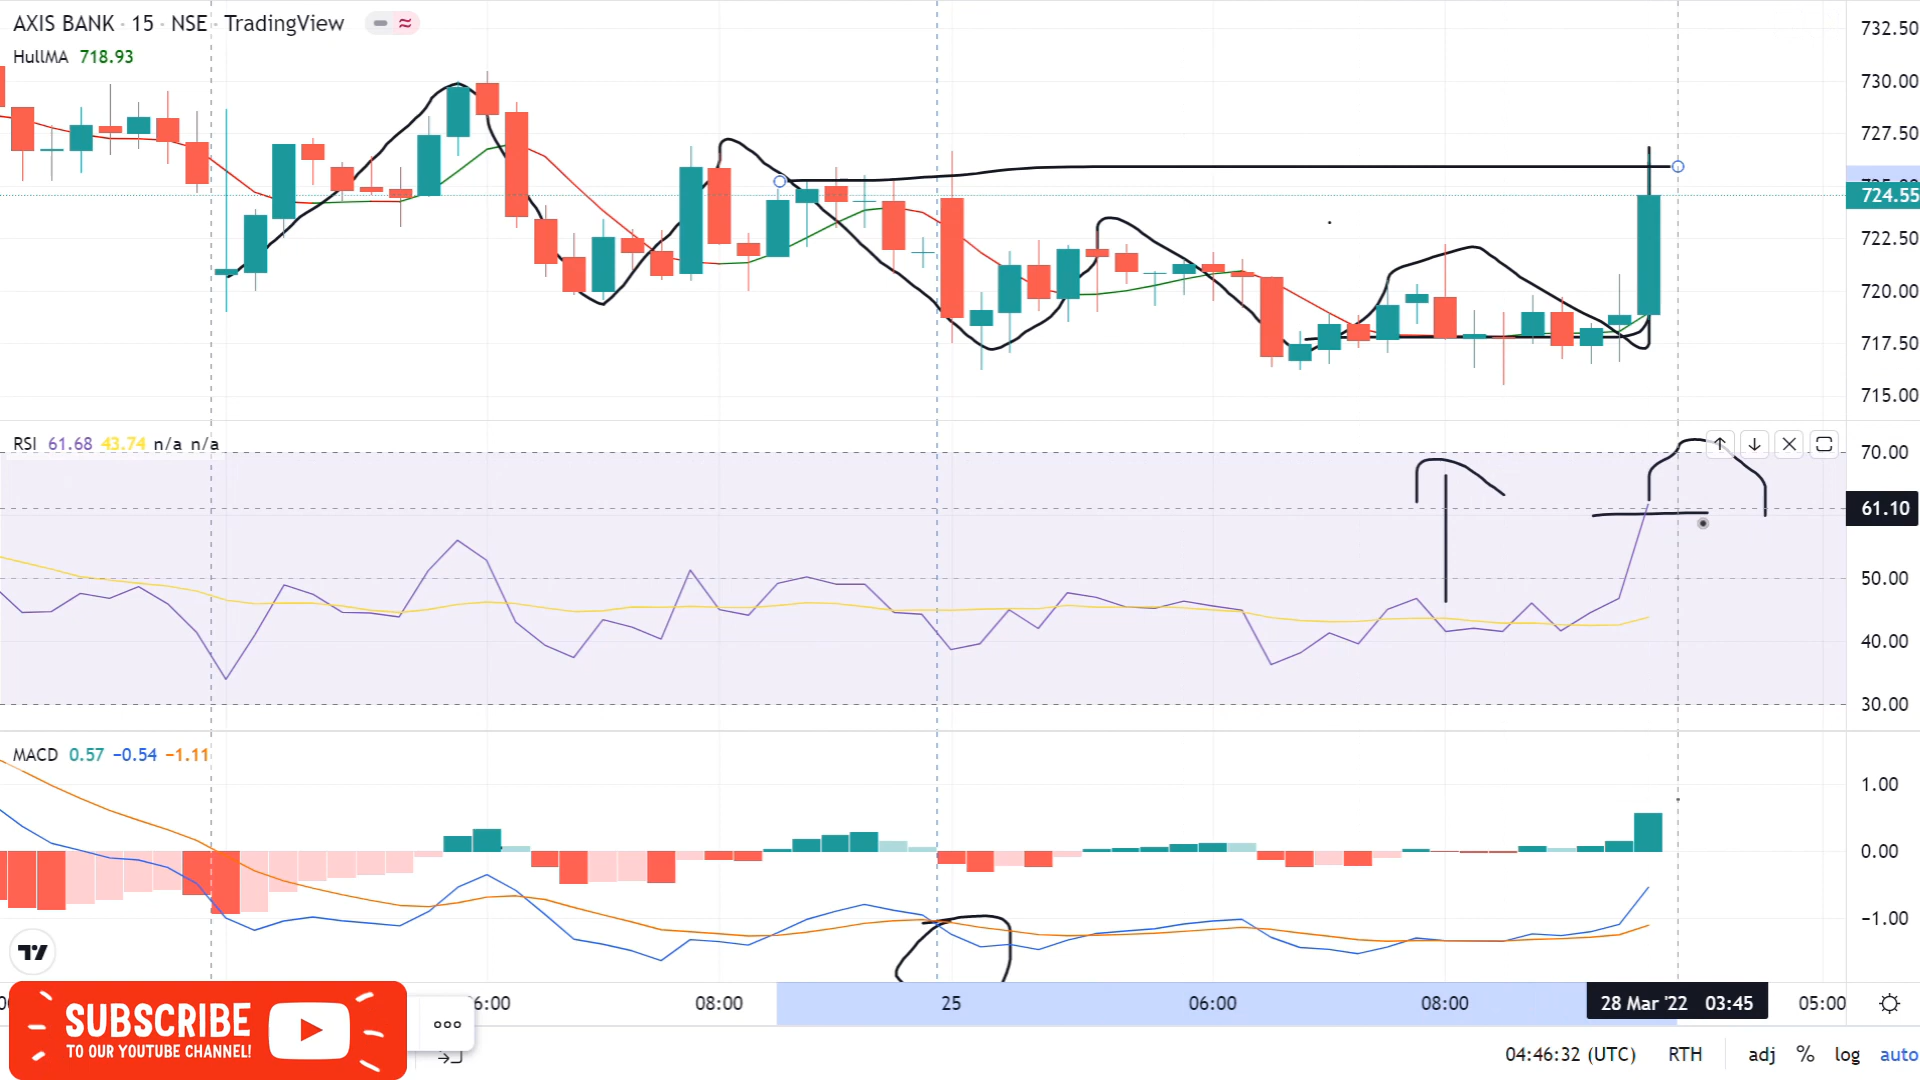 AXIS BANK · 15 · NSE · TradingView
HullMA 718.93
732.50
730.00
727.50
724.55
722.50
720.00
717.50
715.00
RSI 61.68 43.74 n/a n/a
70.00
61.10
50.00
40.00
30.00
MACD 0.57 −0.54 −1.11
1.00
0.00
−1.00
08:00 25 06:00 08:00 28 Mar '22 03:45 05:00
SUBSCRIBE
TO OUR YOUTUBE CHANNEL!
04:46:32 (UTC) RTH adj % log auto